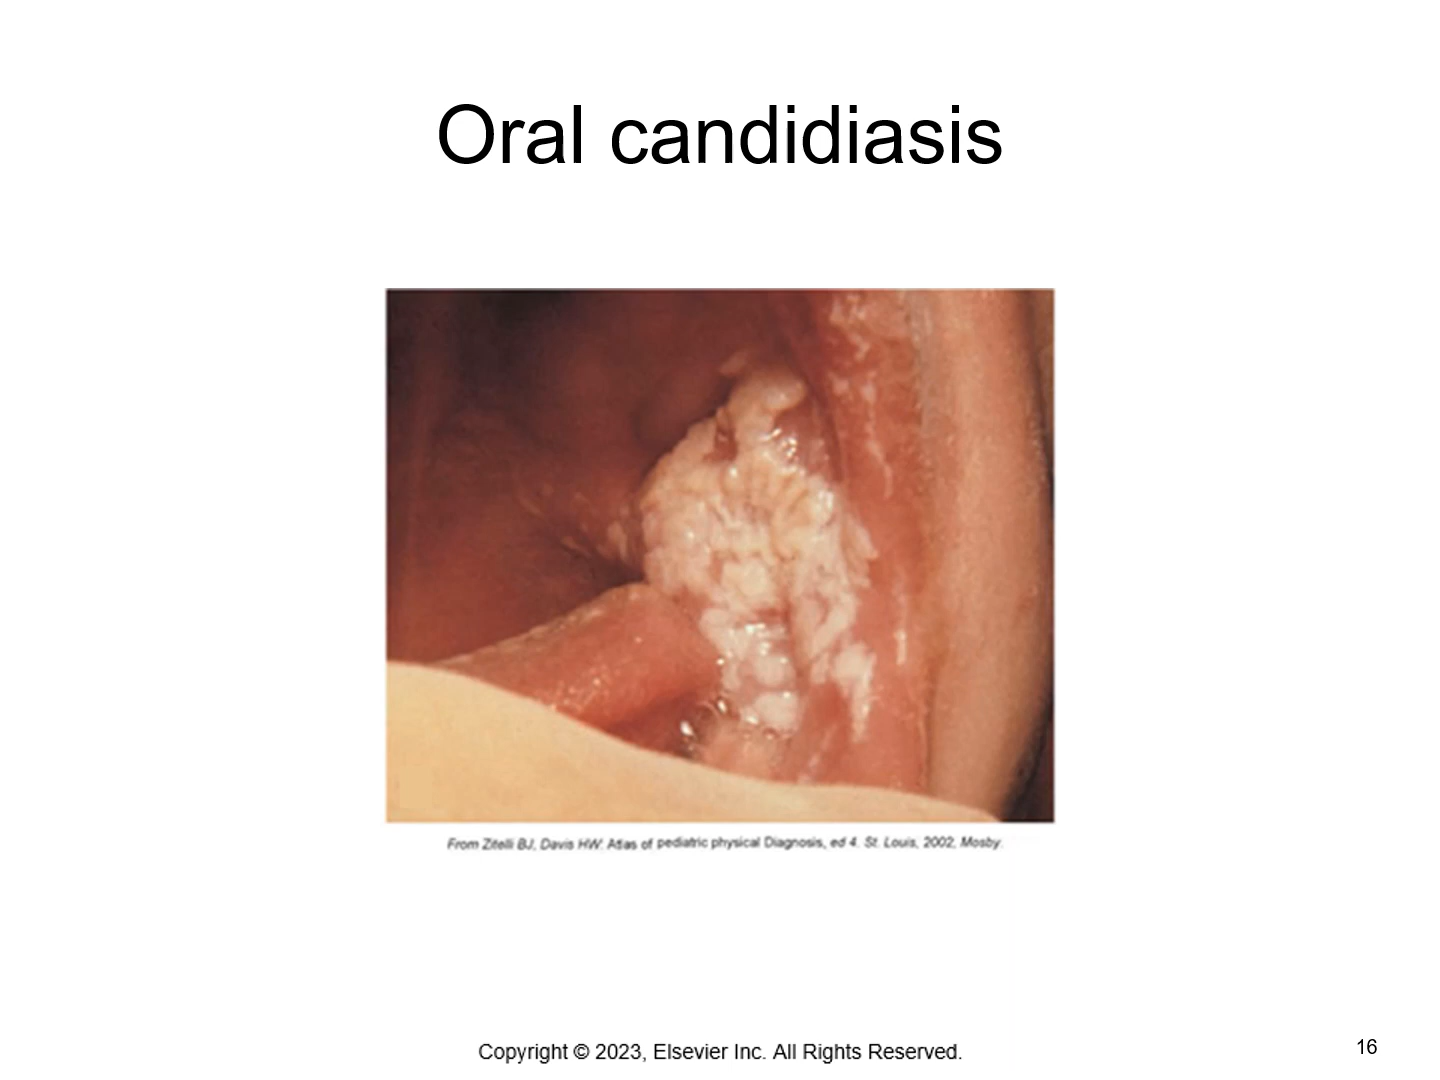 Oral candidiasis
From Zitelli BJ, Davis HW: Atlas of pediatric physical Diagnosis, ed 4. St. Louis, 2002, Mosby.
Copyright © 2023, Elsevier Inc. All Rights Reserved.
16